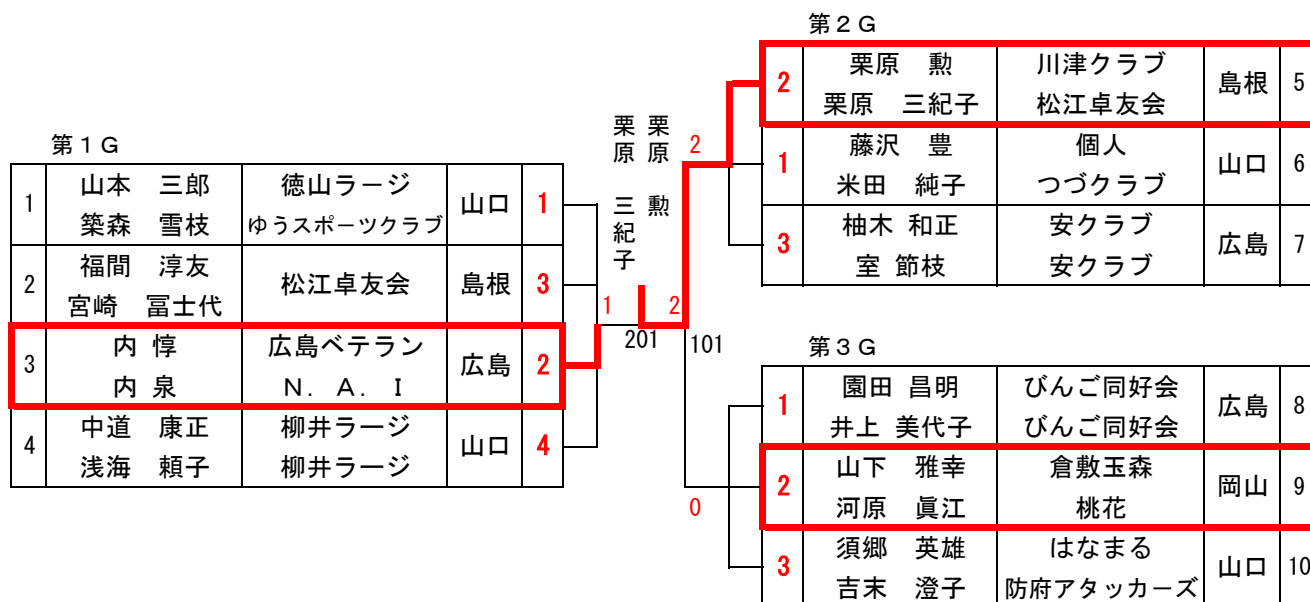 第１G
1 山本　三郎 徳山ラージ 山口 1
築森　雪枝 ゆうスポーツクラブ
2 福間　淳友 松江卓友会 島根 3
宮崎　冨士代
3 内 惇 広島ベテラン 広島 2
内 泉 N. A. I
4 中道　康正 柳井ラージ 山口 4
浅海　頼子 柳井ラージ
栗原　勲
栗原　三紀子
2
1
2
201
101
0
第２G
2 栗原　勲 川津クラブ 島根 5
栗原　三紀子 松江卓友会
1 藤沢　豊 個人 山口 6
米田　純子 つづクラブ
3 柚木 和正 安クラブ 広島 7
室 節枝 安クラブ
第３G
1 園田 昌明 びんご同好会 広島 8
井上 美代子 びんご同好会
2 山下　雅幸 倉敷玉森 岡山 9
河原　眞江 桃花
3 須郷　英雄 はなまる 山口 10
吉末　澄子 防府アタッカーズ